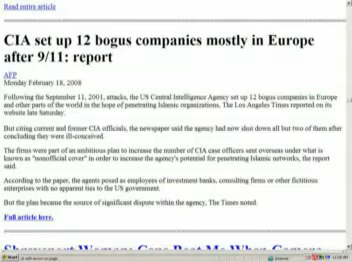 Read entire article
CIA set up 12 bogus companies mostly in Europe
after 9/11: report
AFP
Monday February 18, 2008
Following the September 11, 2001, attacks, the US Central Intelligence Agency set up 12 bogus companies in Europe
and other parts of the world in the hope of penetrating Islamic organizations, The Los Angeles Times reported on its
website late Saturday.
But citing current and former CIA officials, the newspaper said the agency had now shut down all but two of them after
concluding they were ill-conceived.
The firms were part of an ambitious plan to increase the number of CIA case officers sent overseas under what is
known as "nonofficial cover" in order to increase the agency's potential for penetrating Islamic networks, the report
said.
According to the paper, the agents posed as employees of investment banks, consulting firms or other fictitious
enterprises with no apparent ties to the US government.
But the plan became the source of significant dispute within the agency, The Times noted.
Full article here.
Start